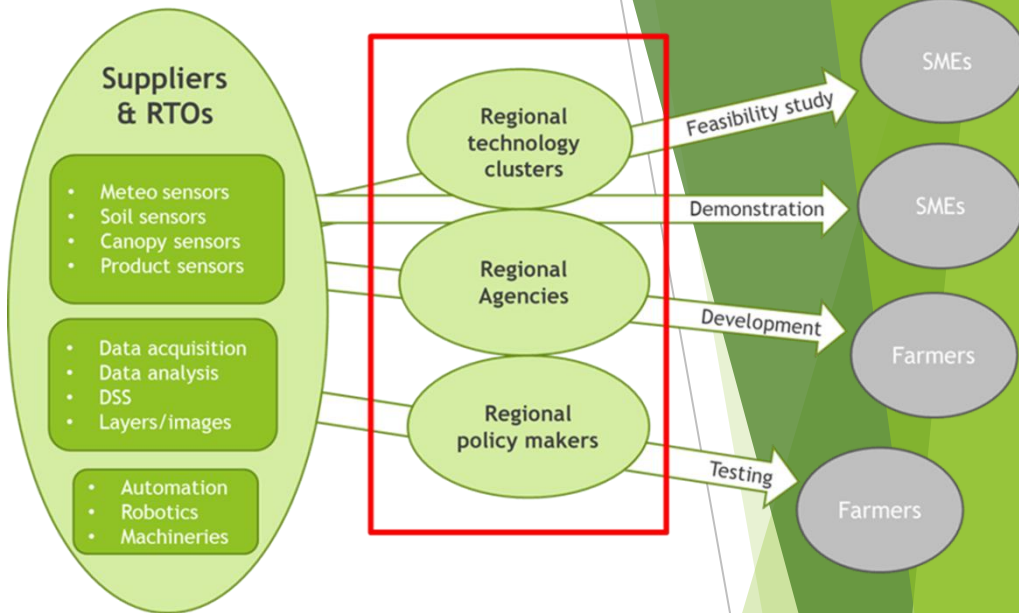 Suppliers
& RTOs
• Meteo sensors
• Soil sensors
• Canopy sensors
• Product sensors
• Data acquisition
• Data analysis
• DSS
• Layers/images
• Automation
• Robotics
• Machineries
Regional
technology
clusters
Regional
Agencies
Regional
policy makers
Feasibility study
Demonstration
Development
Testing
SMEs
SMEs
Farmers
Farmers